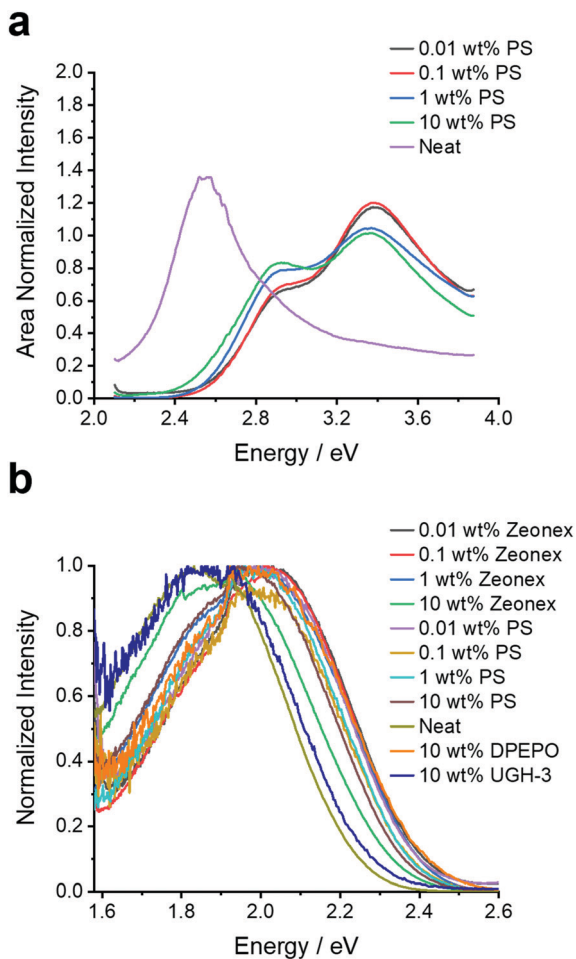 a
0.01 wt% PS
0.1 wt% PS
1 wt% PS
10 wt% PS
Neat
Area Normalized Intensity
2.0
1.8
1.6
1.4
1.2
1.0
0.8
0.6
0.4
0.2
0.0
2.0 2.4 2.8 3.2 3.6 4.0
Energy / eV
b
0.01 wt% Zeonex
0.1 wt% Zeonex
1 wt% Zeonex
10 wt% Zeonex
0.01 wt% PS
0.1 wt% PS
1 wt% PS
10 wt% PS
Neat
10 wt% DPEPO
10 wt% UGH-3
Normalized Intensity
1.0
0.8
0.6
0.4
0.2
0.0
1.6 1.8 2.0 2.2 2.4 2.6
Energy / eV